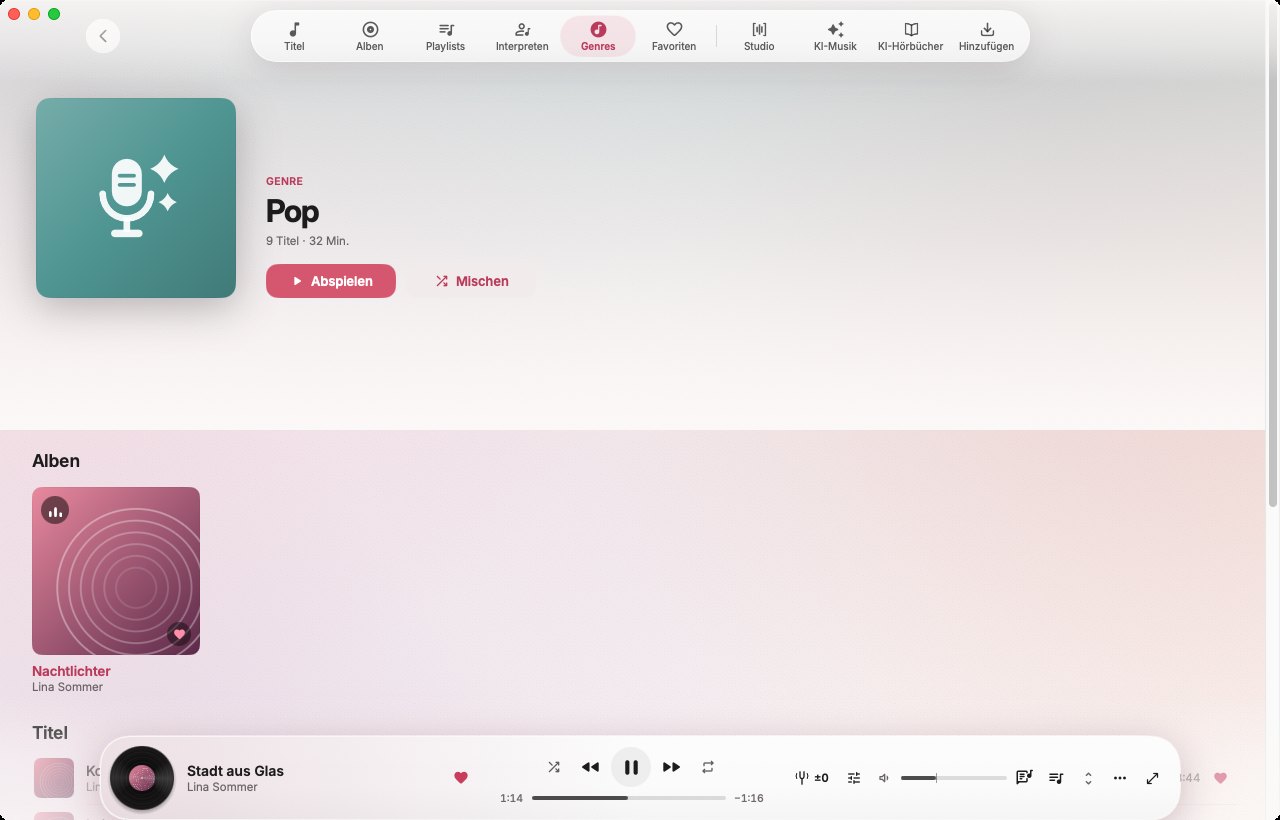 Titel
Alben
Playlists
Interpreten
Genres
Favoriten
Studio
KI-Musik
KI-Hörbücher
Hinzufügen
GENRE
Pop
9 Titel · 32 Min.
Abspielen
Mischen
Alben
Nachtlichter
Lina Sommer
Titel
Stadt aus Glas
Lina Sommer
1:14
−1:16
±0